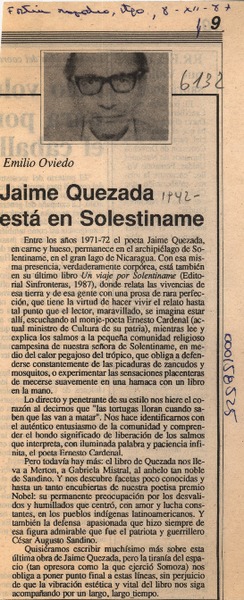 Fortín Mapocho, Stgo., 8-XII-87
p. 9
6132
Emilio Oviedo
Jaime Quezada 1942-
está en Solestiname
Entre los años 1971-72 el poeta Jaime Quezada,
en carne y hueso, permanece en el archipiélago de So-
lentiname, en el gran lago de Nicaragua. Con esa mis-
ma presencia, verdaderamente corpórea, está también
en su último libro Un viaje por Solentiname (Edito-
rial Sinfronteras, 1987), donde relata las vivencias de
esa tierra y de esa gente con una prosa de rara perfec-
ción, que tiene la virtud de hacer vivir el relato hasta
tal punto que el lector, maravillado, se imagina estar
allí, escuchando al monje-poeta Ernesto Cardenal (ac-
tual ministro de Cultura de su patria), mientras lee y
explica los salmos a la pequeña comunidad religioso
campesina de nuestra señora de Solentiname, en me-
dio del calor pegajoso del trópico, que obliga a defen-
derse constantemente de las picaduras de zancudos y
mosquitos, o experimentar las sensaciones placenteras
de mecerse suavemente en una hamaca con un libro
en la mano.
Lo directo y penetrante de su estilo nos hiere el co-
razón al decirnos que "las tortugas lloran cuando sa-
ben que las van a matar". Nos hace identificarnos con
el auténtico entusiasmo de la comunidad y compren-
der el hondo significado de liberación de los salmos
que interpreta, con iluminada palabra y paciencia infi-
nita, el poeta Ernesto Cardenal.
Pero todavía hay más: el libro de Quezada nos lle-
va a Merton, a Gabriela Mistral, al anhelo tan noble
de Sandino. Y nos descubre facetas poco conocidas y
hasta un tanto encubiertas de nuestra poetisa premio
Nobel: su permanente preocupación por los desvali-
dos y humillados que centró, con amor y lucha cons-
tantes, en los pueblos indígenas latinoamericanos. Y
también la defensa apasionada que hizo siempre de
esa figura admirable que fue el patriota y guerrillero
César Augusto Sandino.
Quisiéramos escribir muchísimo más sobre esta
última obra de Jaime Quezada, pero la tiranía del espa-
cio (tan opresora como la que ejerció Somoza) nos
obliga a poner punto final a estas líneas, sin perjuicio
de que la vibración estética y vital del libro nos siga
acompañando por un largo, largo tiempo.
000158525